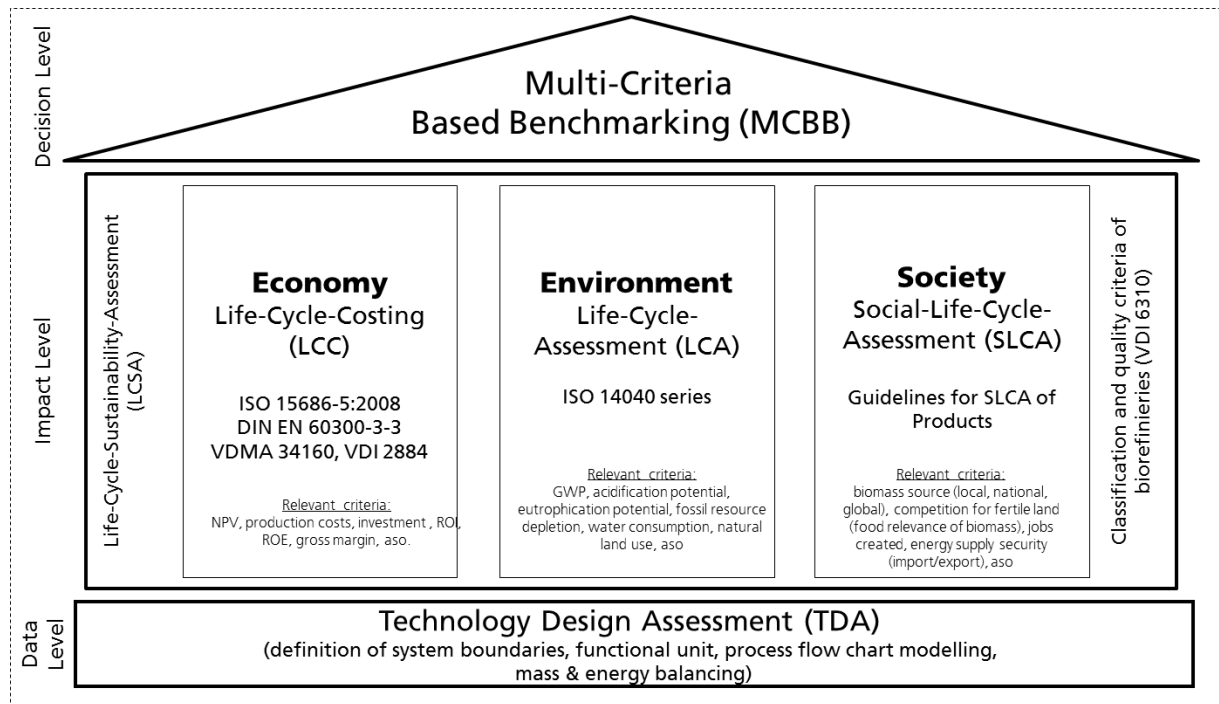 Decision Level
Multi-Criteria
Based Benchmarking (MCBB)
Impact Level
Life-Cycle-Sustainability-Assessment
(LCSA)
Economy
Life-Cycle-Costing
(LCC)
ISO 15686-5:2008
DIN EN 60300-3-3
VDMA 34160, VDI 2884
Relevant criteria:
NPV, production costs, investment , ROI,
ROE, gross margin, aso.
Environment
Life-Cycle-
Assessment (LCA)
ISO 14040 series
Relevant criteria:
GWP, acidification potential,
eutrophication potential, fossil resource
depletion, water consumption, natural
land use, aso
Society
Social-Life-Cycle-
Assessment (SLCA)
Guidelines for SLCA of
Products
Relevant criteria:
biomass source (local, national,
global), competition for fertile land
(food relevance of biomass), jobs
created, energy supply security
(import/export), aso
Classification and quality criteria of
biorefinieries (VDI 6310)
Data
Level
Technology Design Assessment (TDA)
(definition of system boundaries, functional unit, process flow chart modelling,
mass & energy balancing)